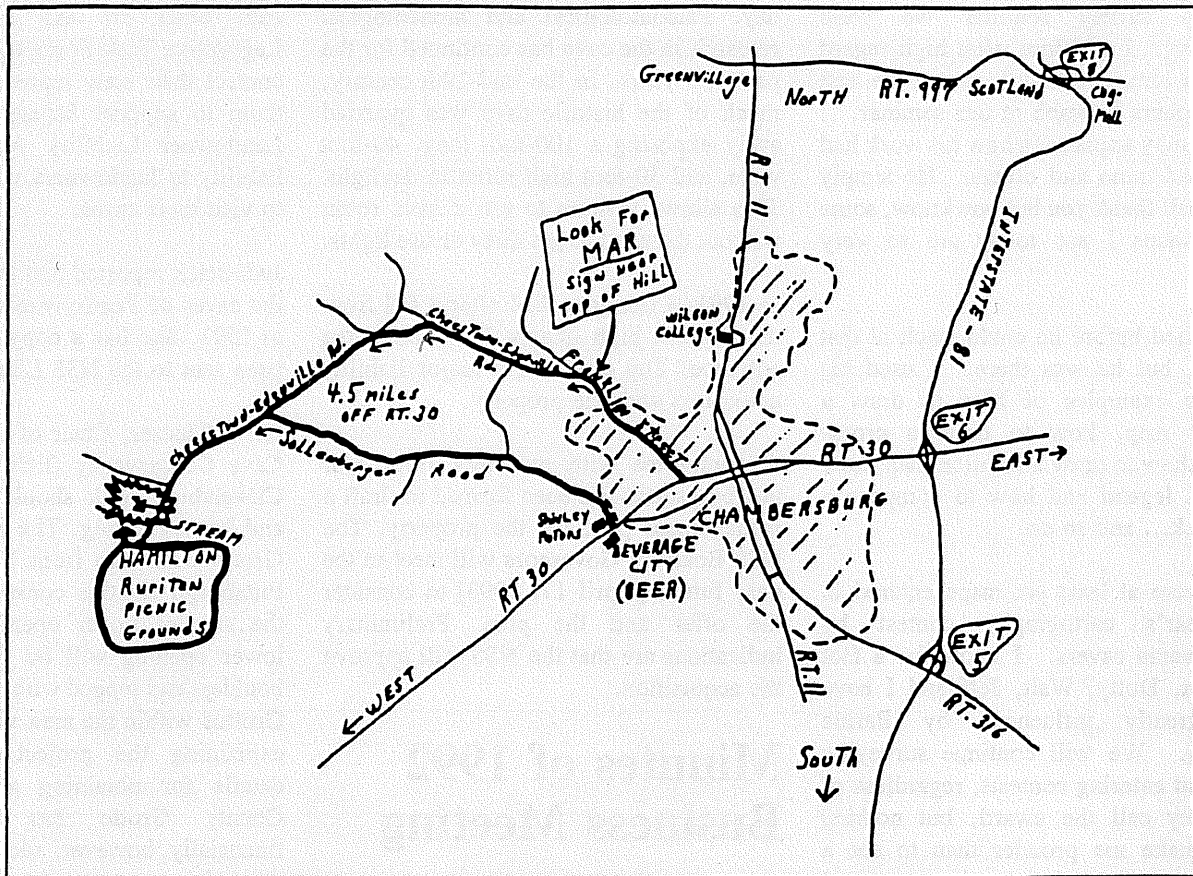 EXIT 8
Greenvillage
NORTH RT. 997 SCOTLAND
Cbg. Mall
RT. 11
INTERSTATE - 81
Look For
MAR
sign near
TOP OF Hill
Wilson
College
Cheestown-Edenville Rd.
FRANKLIN STREET
4.5 miles
OFF RT. 30
Sollenberger Road
RT 30
EXIT 6
EAST
CHAMBERSBURG
BEVERAGE
CITY
(BEER)
STREAM
HAMILTON
RURITAN
PICNIC
Grounds
RT 30
WEST
RT. 11
EXIT 5
RT. 316
South